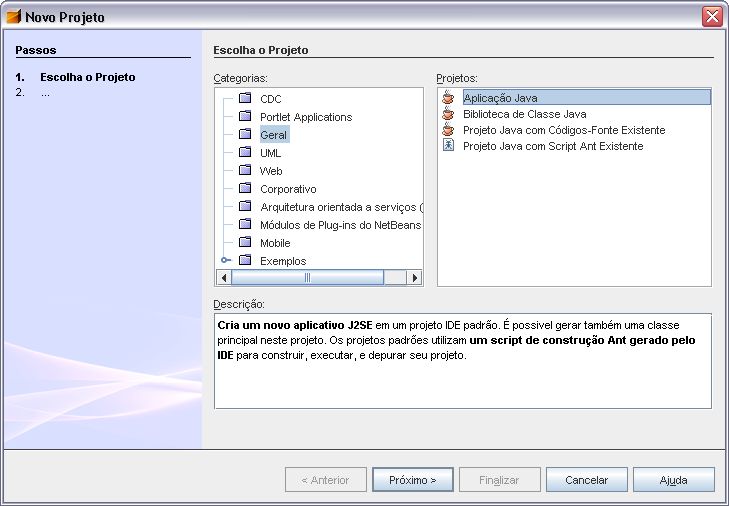 Novo Projeto
Passos
1. Escolha o Projeto
2. ...
Escolha o Projeto
Categorias:
CDC
Portlet Applications
Geral
UML
Web
Corporativo
Arquitetura orientada a serviços (
Módulos de Plug-ins do NetBeans
Mobile
Exemplos
Projetos:
Aplicação Java
Biblioteca de Classe Java
Projeto Java com Códigos-Fonte Existente
Projeto Java com Script Ant Existente
Descrição:
Cria um novo aplicativo J2SE em um projeto IDE padrão. É possivel gerar também uma classe
principal neste projeto. Os projetos padrões utilizam um script de construção Ant gerado pelo
IDE para construir, executar, e depurar seu projeto.
< Anterior
Próximo >
Finalizar
Cancelar
Ajuda